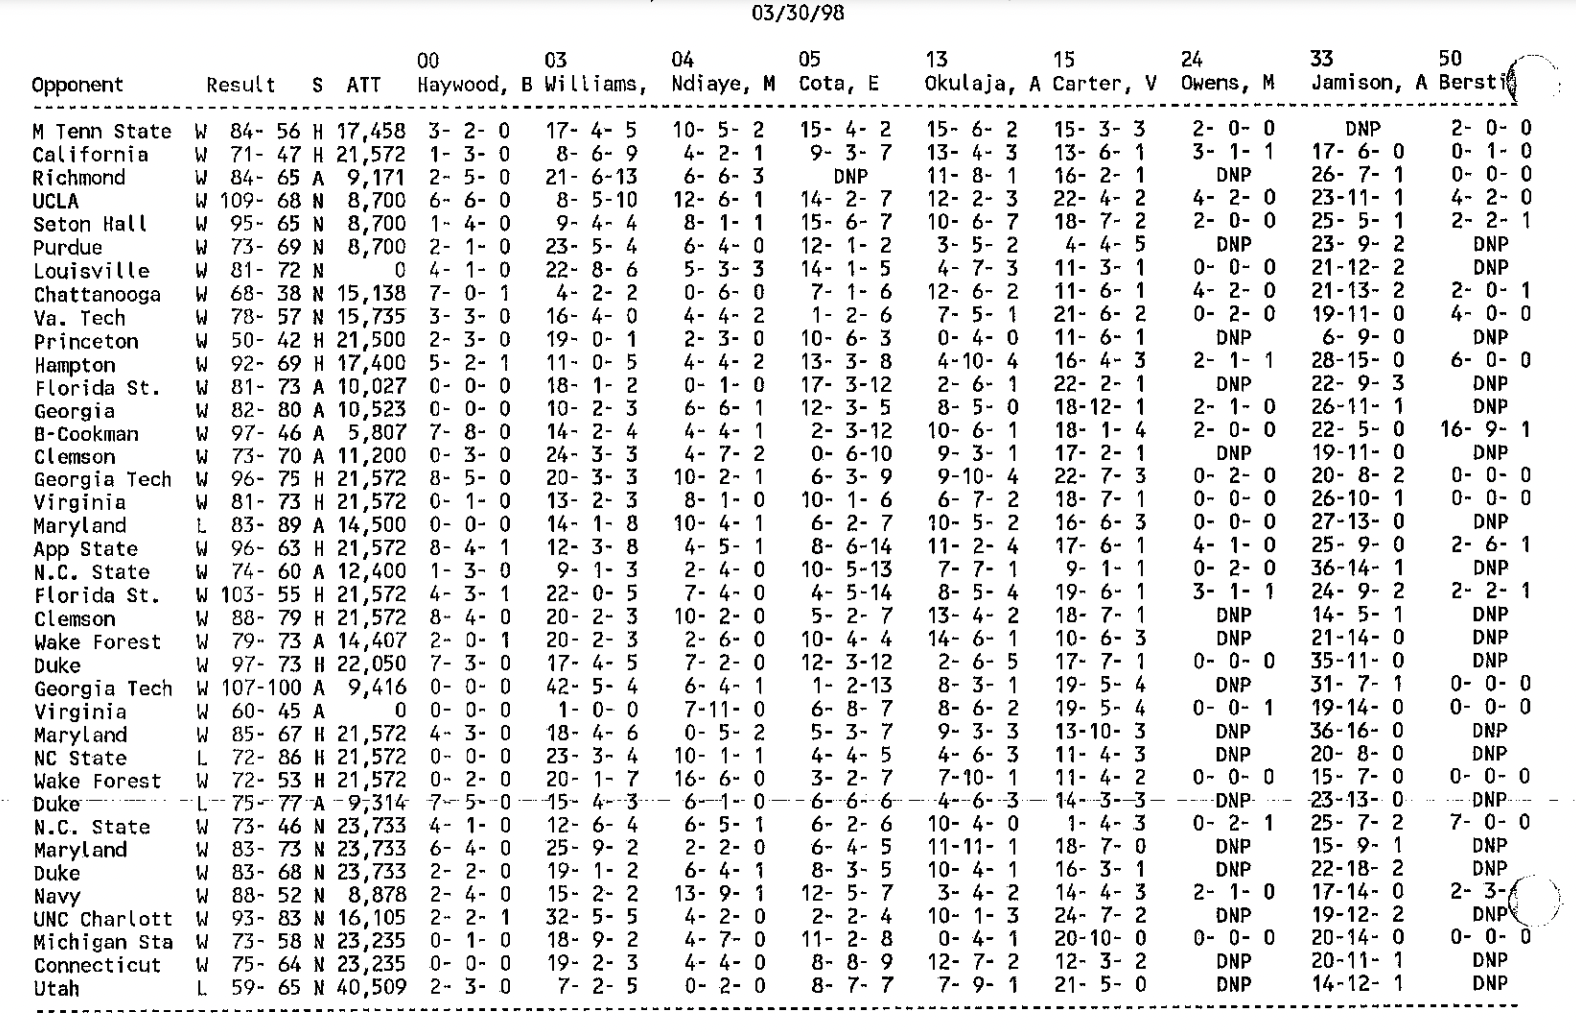 03/30/98
00 03 04 05 13 15 24 33 50
Opponent Result S ATT Haywood, B Williams, Ndiaye, M Cota, E Okulaja, A Carter, V Owens, M Jamison, A Bersti
M Tenn State W 84- 56 H 17,458 3- 2- 0 17- 4- 5 10- 5- 2 15- 4- 2 15- 6- 2 15- 3- 3 2- 0- 0 DNP 2- 0- 0
California W 71- 47 H 21,572 1- 3- 0 8- 6- 9 4- 2- 1 9- 3- 7 13- 4- 3 13- 6- 1 3- 1- 1 17- 6- 0 0- 1- 0
Richmond W 84- 65 A 9,171 2- 5- 0 21- 6-13 6- 6- 3 DNP 11- 8- 1 16- 2- 1 DNP 26- 7- 1 0- 0- 0
UCLA W 109- 68 N 8,700 6- 6- 0 8- 5-10 12- 6- 1 14- 2- 7 12- 2- 3 22- 4- 2 4- 2- 0 23-11- 1 4- 2- 0
Seton Hall W 95- 65 N 8,700 1- 4- 0 9- 4- 4 8- 1- 1 15- 6- 7 10- 6- 7 18- 7- 2 2- 0- 0 25- 5- 1 2- 2- 1
Purdue W 73- 69 N 8,700 2- 1- 0 23- 5- 4 6- 4- 0 12- 1- 2 3- 5- 2 4- 4- 5 DNP 23- 9- 2 DNP
Louisville W 81- 72 N 0 4- 1- 0 22- 8- 6 5- 3- 3 14- 1- 5 4- 7- 3 11- 3- 1 0- 0- 0 21-12- 2 DNP
Chattanooga W 68- 38 N 15,138 7- 0- 1 4- 2- 2 0- 6- 0 7- 1- 6 12- 6- 2 11- 6- 1 4- 2- 0 21-13- 2 2- 0- 1
Va. Tech W 78- 57 N 15,735 3- 3- 0 16- 4- 0 4- 4- 2 1- 2- 6 7- 5- 1 21- 6- 2 0- 2- 0 19-11- 0 4- 0- 0
Princeton W 50- 42 H 21,500 2- 3- 0 19- 0- 1 2- 3- 0 10- 6- 3 0- 4- 0 11- 6- 1 DNP 6- 9- 0 DNP
Hampton W 92- 69 H 17,400 5- 2- 1 11- 0- 5 4- 4- 2 13- 3- 8 4-10- 4 16- 4- 3 2- 1- 1 28-15- 0 6- 0- 0
Florida St. W 81- 73 A 10,027 0- 0- 0 18- 1- 2 0- 1- 0 17- 3-12 2- 6- 1 22- 2- 1 DNP 22- 9- 3 DNP
Georgia W 82- 80 A 10,523 0- 0- 0 10- 2- 3 6- 6- 1 12- 3- 5 8- 5- 0 18-12- 1 2- 1- 0 26-11- 1 DNP
B-Cookman W 97- 46 A 5,807 7- 8- 0 14- 2- 4 4- 4- 1 2- 3-12 10- 6- 1 18- 1- 4 2- 0- 0 22- 5- 0 16- 9- 1
Clemson W 73- 70 A 11,200 0- 3- 0 24- 3- 3 4- 7- 2 0- 6-10 9- 3- 1 17- 2- 1 DNP 19-11- 0 DNP
Georgia Tech W 96- 75 H 21,572 8- 5- 0 20- 3- 3 10- 2- 1 6- 3- 9 9-10- 4 22- 7- 3 0- 2- 0 20- 8- 2 0- 0- 0
Virginia W 81- 73 H 21,572 0- 1- 0 13- 2- 3 8- 1- 0 10- 1- 6 6- 7- 2 18- 7- 1 0- 0- 0 26-10- 1 0- 0- 0
Maryland L 83- 89 A 14,500 0- 0- 0 14- 1- 8 10- 4- 1 6- 2- 7 10- 5- 2 16- 6- 3 0- 0- 0 27-13- 0 DNP
App State W 96- 63 H 21,572 8- 4- 1 12- 3- 8 4- 5- 1 8- 6-14 11- 2- 4 17- 6- 1 4- 1- 0 25- 9- 0 2- 6- 1
N.C. State W 74- 60 A 12,400 1- 3- 0 9- 1- 3 2- 4- 0 10- 5-13 7- 7- 1 9- 1- 1 0- 2- 0 36-14- 1 DNP
Florida St. W 103- 55 H 21,572 4- 3- 1 22- 0- 5 7- 4- 0 4- 5-14 8- 5- 4 19- 6- 1 3- 1- 1 24- 9- 2 2- 2- 1
Clemson W 88- 79 H 21,572 8- 4- 0 20- 2- 3 10- 2- 0 5- 2- 7 13- 4- 2 18- 7- 1 DNP 14- 5- 1 DNP
Wake Forest W 79- 73 A 14,407 2- 0- 1 20- 2- 3 2- 6- 0 10- 4- 4 14- 6- 1 10- 6- 3 DNP 21-14- 0 DNP
Duke W 97- 73 H 22,050 7- 3- 0 17- 4- 5 7- 2- 0 12- 3-12 2- 6- 5 17- 7- 1 0- 0- 0 35-11- 0 DNP
Georgia Tech W 107-100 A 9,416 0- 0- 0 42- 5- 4 6- 4- 1 1- 2-13 8- 3- 1 19- 5- 4 DNP 31- 7- 1 0- 0- 0
Virginia W 60- 45 A 0 0- 0- 0 1- 0- 0 7-11- 0 6- 8- 7 8- 6- 2 19- 5- 4 0- 0- 1 19-14- 0 0- 0- 0
Maryland W 85- 67 H 21,572 4- 3- 0 18- 4- 6 0- 5- 2 5- 3- 7 9- 3- 3 13-10- 3 DNP 36-16- 0 DNP
NC State L 72- 86 H 21,572 0- 0- 0 23- 3- 4 10- 1- 1 4- 4- 5 4- 6- 3 11- 4- 3 DNP 20- 8- 0 DNP
Wake Forest W 72- 53 H 21,572 0- 2- 0 20- 1- 7 16- 6- 0 3- 2- 7 7-10- 1 11- 4- 2 0- 0- 0 15- 7- 0 0- 0- 0
Duke L 75- 77 A 9,314 7- 5- 0 15- 4- 3 6- 1- 0 6- 6- 6 4- 6- 3 14- 3- 3 DNP 23-13- 0 DNP
N.C. State W 73- 46 N 23,733 4- 1- 0 12- 6- 4 6- 5- 1 6- 2- 6 10- 4- 0 1- 4- 3 0- 2- 1 25- 7- 2 7- 0- 0
Maryland W 83- 73 N 23,733 6- 4- 0 25- 9- 2 2- 2- 0 6- 4- 5 11-11- 1 18- 7- 0 DNP 15- 9- 1 DNP
Duke W 83- 68 N 23,733 2- 2- 0 19- 1- 2 6- 4- 1 8- 3- 5 10- 4- 1 16- 3- 1 DNP 22-18- 2 DNP
Navy W 88- 52 N 8,878 2- 4- 0 15- 2- 2 13- 9- 1 12- 5- 7 3- 4- 2 14- 4- 3 2- 1- 0 17-14- 0 2- 3-
UNC Charlott W 93- 83 N 16,105 2- 2- 1 32- 5- 5 4- 2- 0 2- 2- 4 10- 1- 3 24- 7- 2 DNP 19-12- 2 DNP
Michigan Sta W 73- 58 N 23,235 0- 1- 0 18- 9- 2 4- 7- 0 11- 2- 8 0- 4- 1 20-10- 0 0- 0- 0 20-14- 0 0- 0- 0
Connecticut W 75- 64 N 23,235 0- 0- 0 19- 2- 3 4- 4- 0 8- 8- 9 12- 7- 2 12- 3- 2 DNP 20-11- 1 DNP
Utah L 59- 65 N 40,509 2- 3- 0 7- 2- 5 0- 2- 0 8- 7- 7 7- 9- 1 21- 5- 0 DNP 14-12- 1 DNP